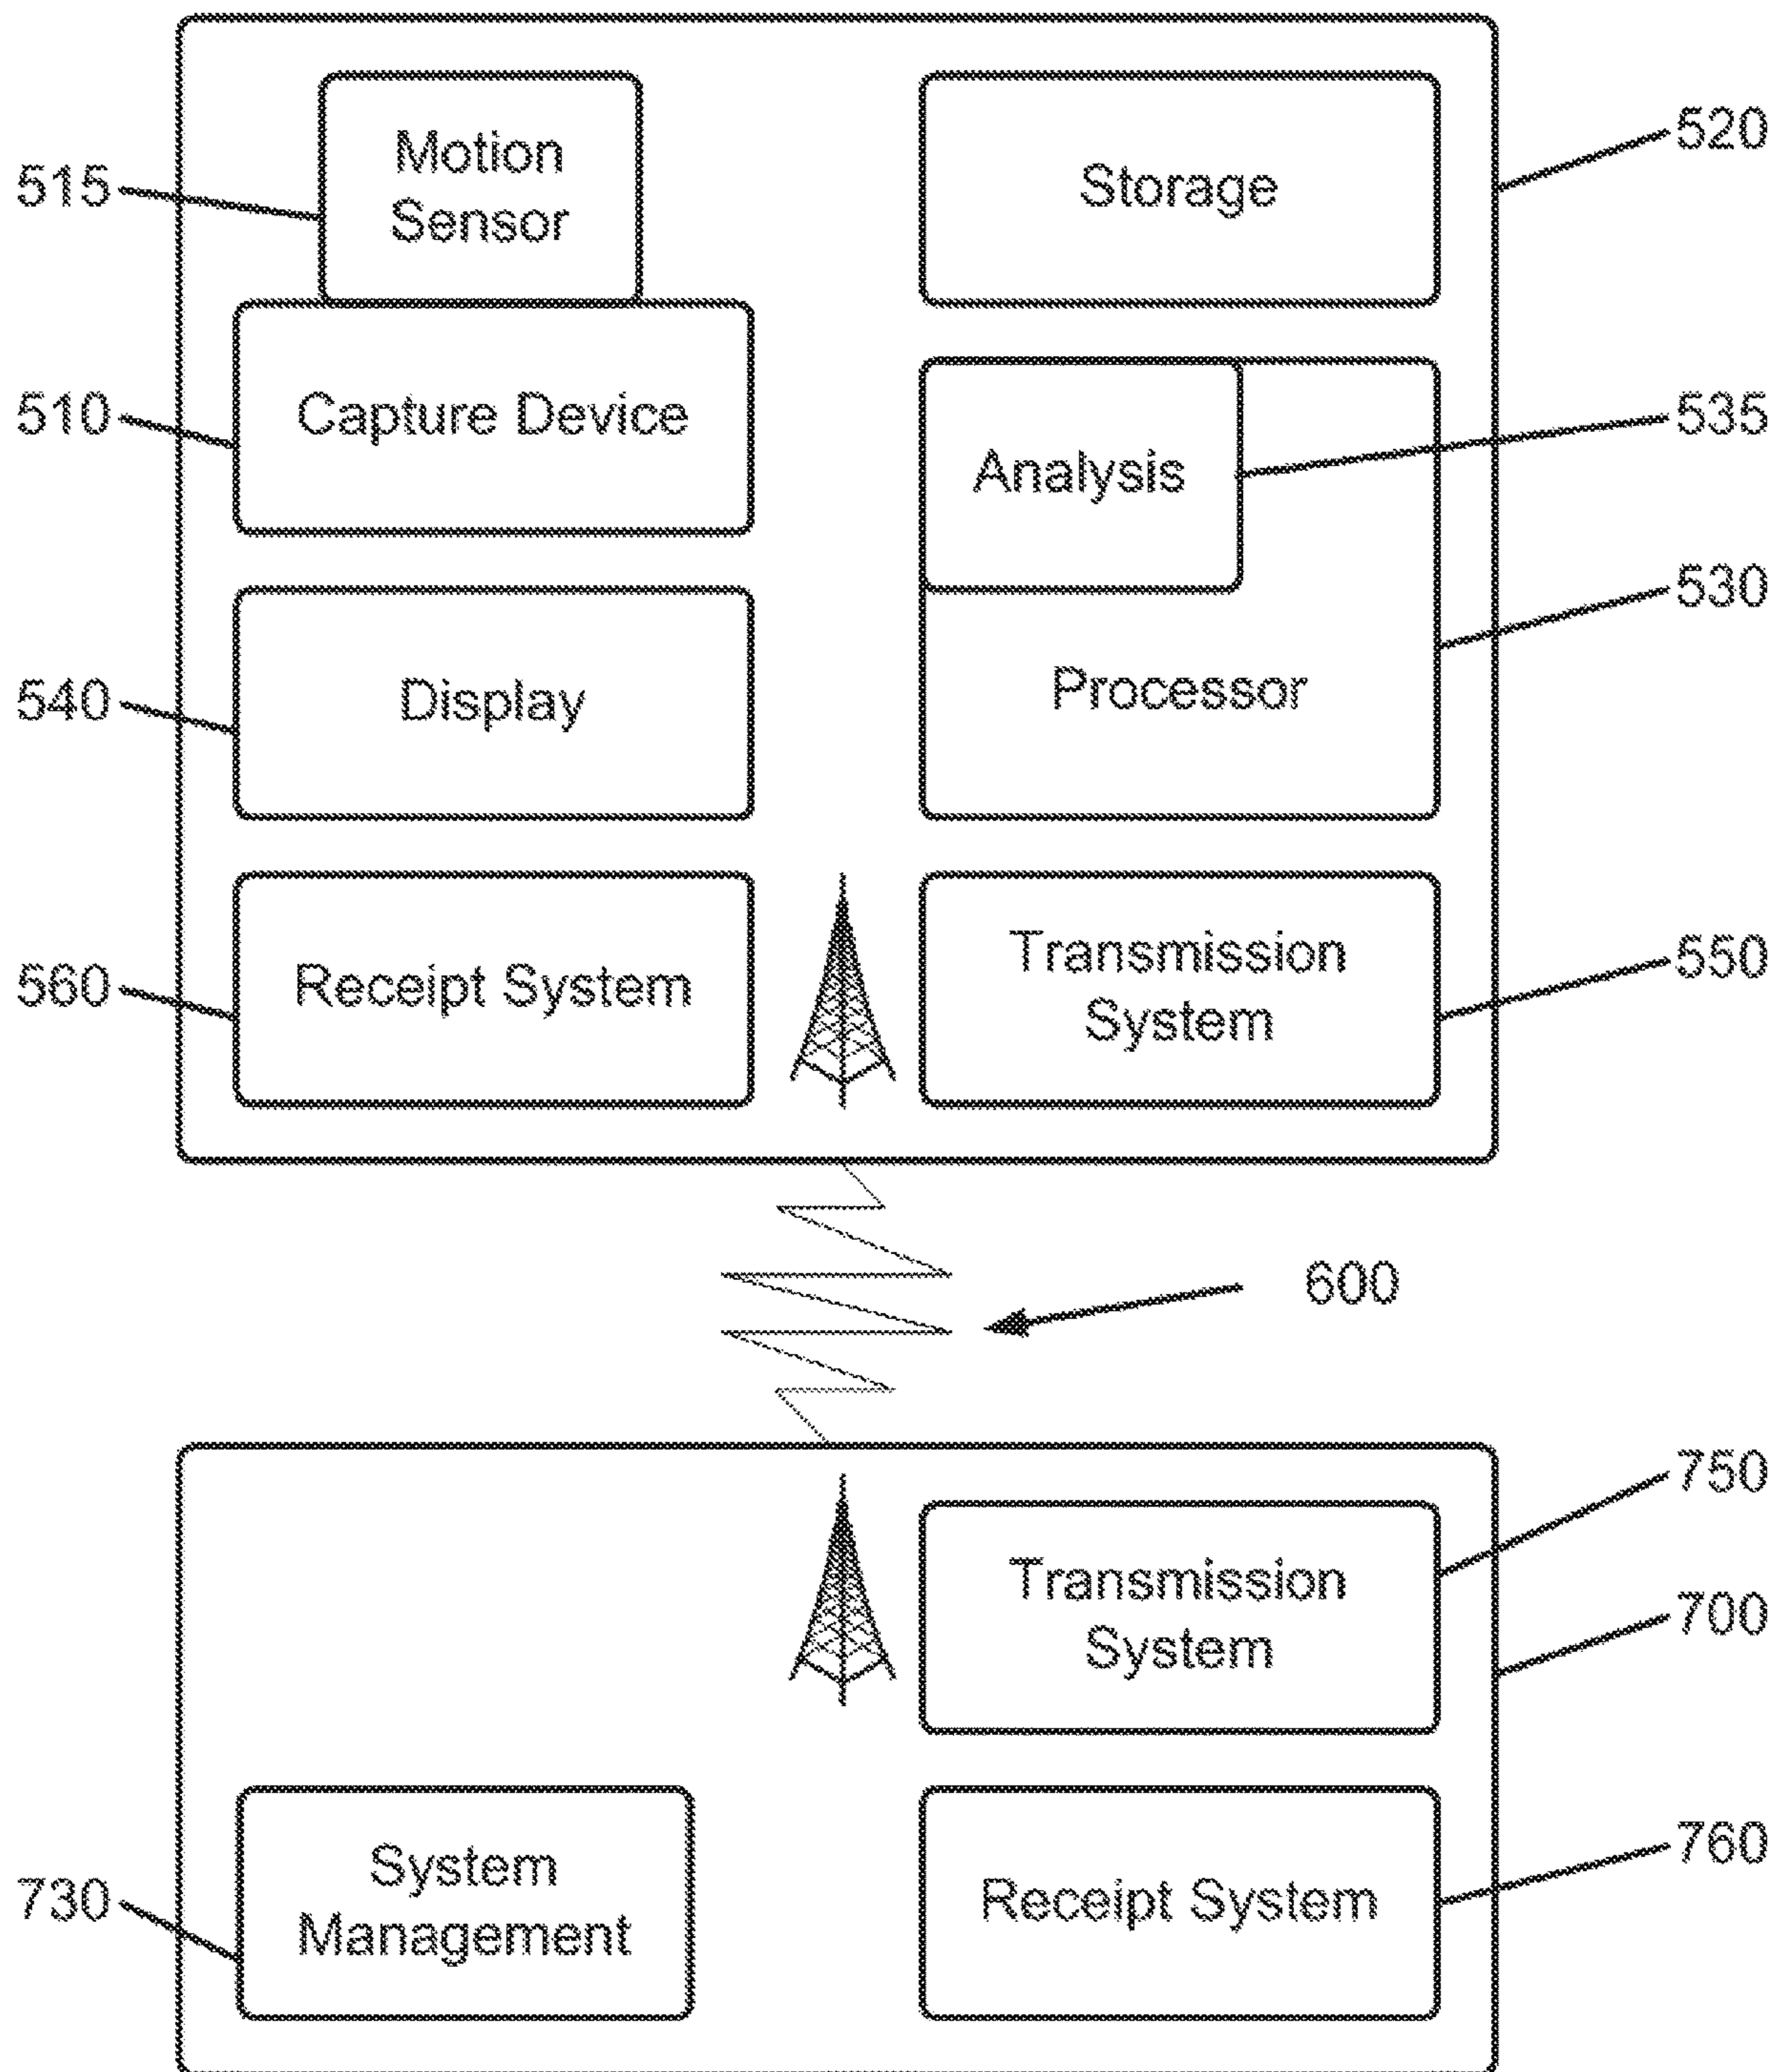 Motion
Sensor
Storage
520
515
Capture Device
510
Analysis
535
530
Display
Processor
540
Receipt System
Transmission
System
550
560
600
750
Transmission
System
700
System
Management
Receipt System
760
730